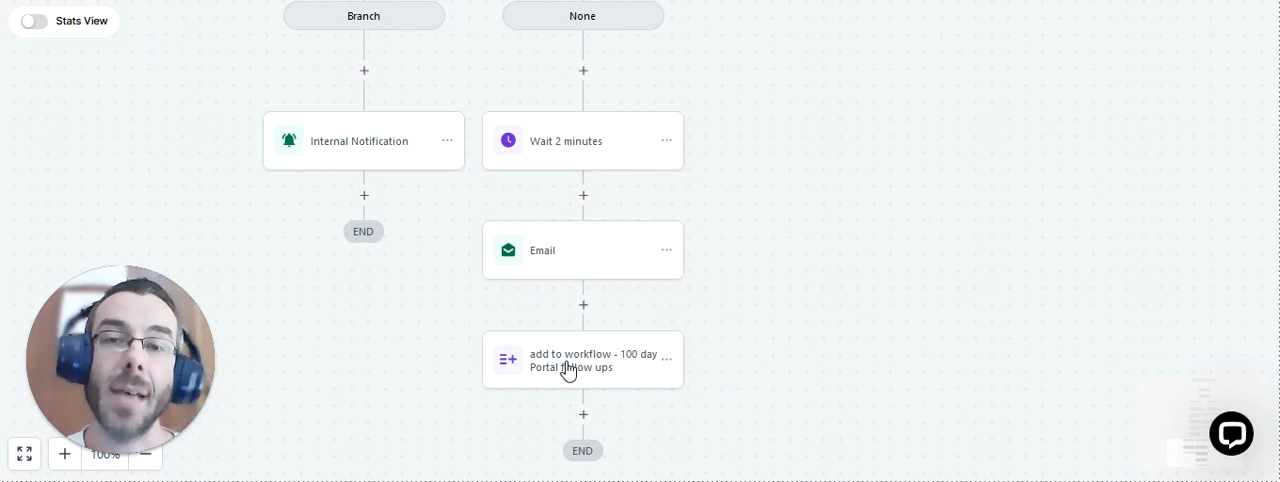 Stats View
Branch
None
Internal Notification
Wait 2 minutes
END
Email
add to workflow - 100 day
Portal follow ups
100%
END